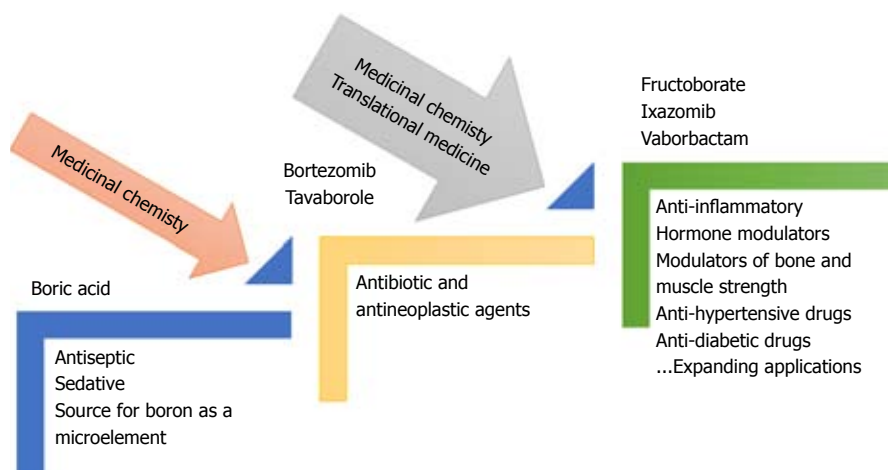 Medicinal chemisty
Boric acid
Antiseptic
Sedative
Source for boron as a
microelement
Medicinal chemisty
Translational medicine
Bortezomib
Tavaborole
Antibiotic and
antineoplastic agents
Fructoborate
Ixazomib
Vaborbactam
Anti-inflammatory
Hormone modulators
Modulators of bone and
muscle strength
Anti-hypertensive drugs
Anti-diabetic drugs
...Expanding applications